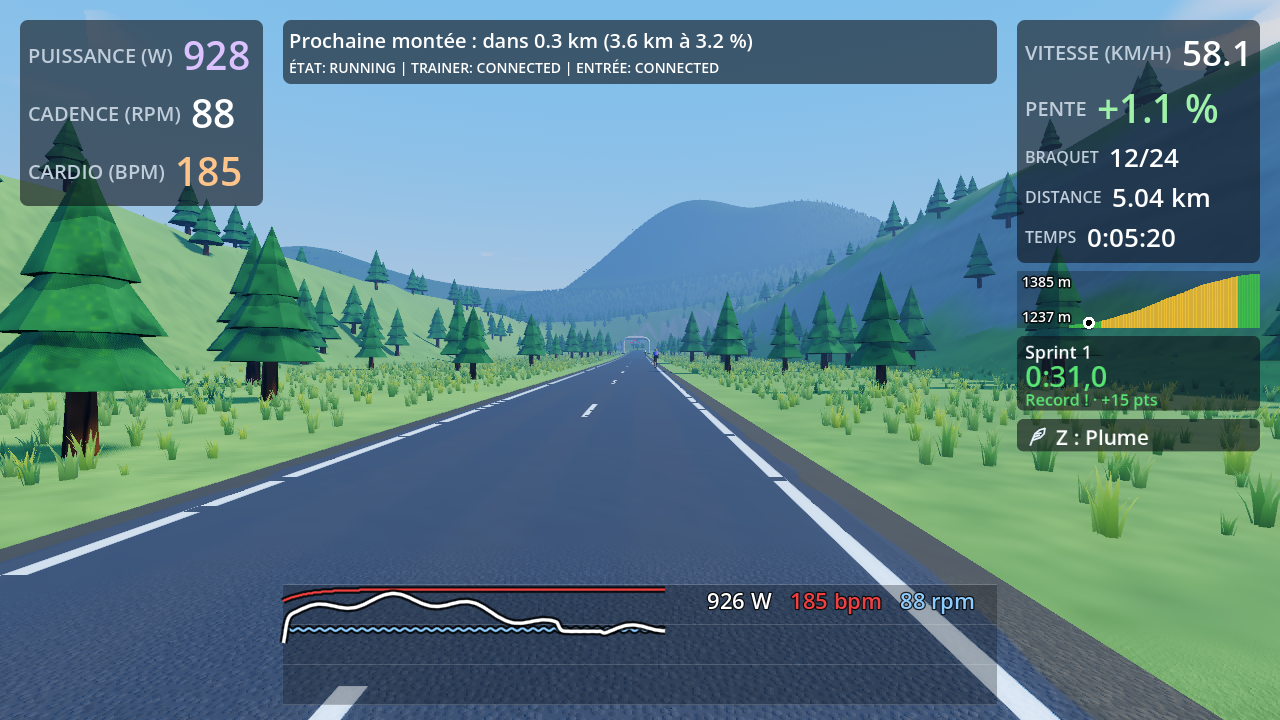 PUISSANCE (W) 928
CADENCE (RPM) 88
CARDIO (BPM) 185
Prochaine montée : dans 0.3 km (3.6 km à 3.2 %)
ÉTAT: RUNNING | TRAINER: CONNECTED | ENTRÉE: CONNECTED
VITESSE (KM/H) 58.1
PENTE +1.1 %
BRAQUET 12/24
DISTANCE 5.04 km
TEMPS 0:05:20
1385 m
1237 m
Sprint 1
0:31,0
Record ! · +15 pts
Z : Plume
926 W 185 bpm 88 rpm